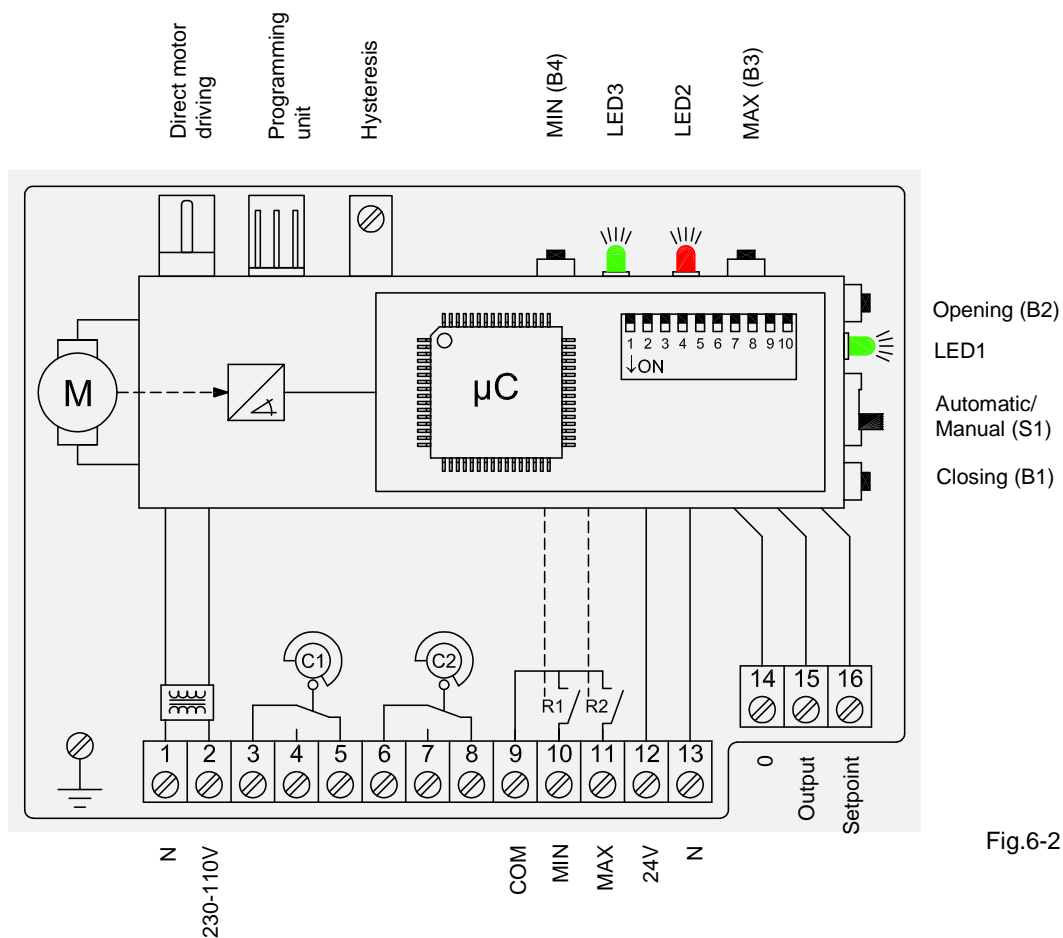 Direct motor
driving
Programming
unit
Hysteresis
MIN (B4)
LED3
LED2
MAX (B3)
Opening (B2)
LED1
Automatic/
Manual (S1)
Closing (B1)
M
µC
1 2 3 4 5 6 7 8 9 10
↓ON
C1
C2
R1
R2
14 15 16
1 2 3 4 5 6 7 8 9 10 11 12 13
0
Output
Setpoint
N
230-110V
COM
MIN
MAX
24V
N
Fig.6-2